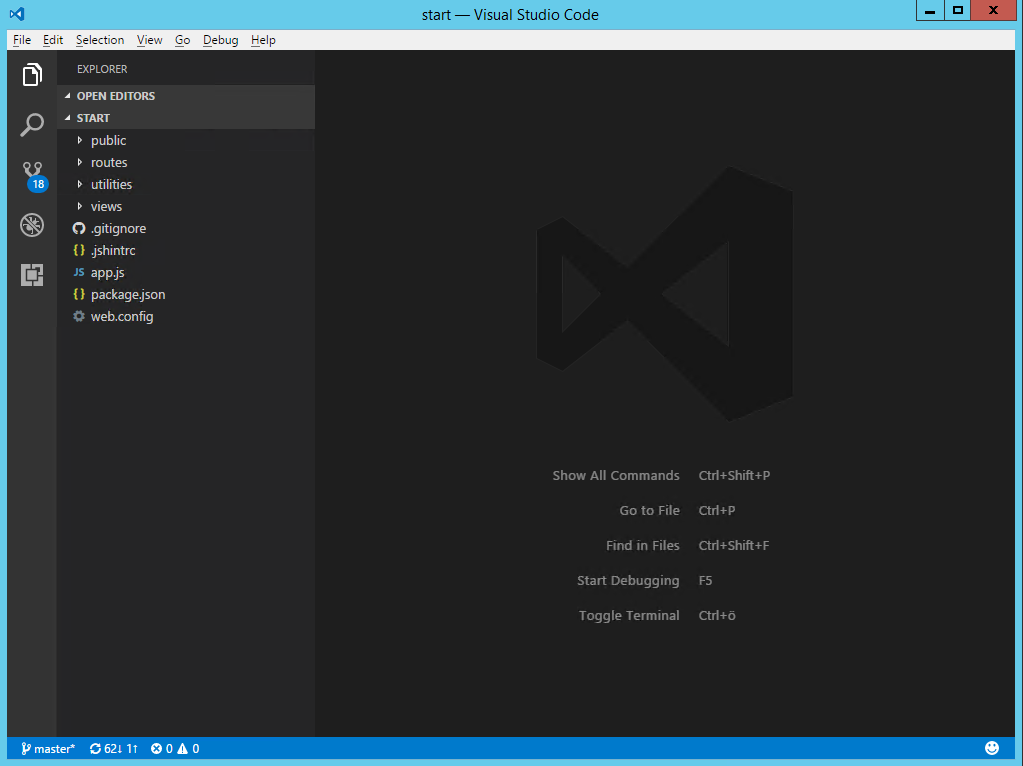 start — Visual Studio Code
File Edit Selection View Go Debug Help
EXPLORER
OPEN EDITORS
START
public
routes
utilities
views
.gitignore
{} .jshintrc
JS app.js
{} package.json
web.config
18
Show All Commands Ctrl+Shift+P
Go to File Ctrl+P
Find in Files Ctrl+Shift+F
Start Debugging F5
Toggle Terminal Ctrl+ö
master* 62↓ 1↑ 0 0